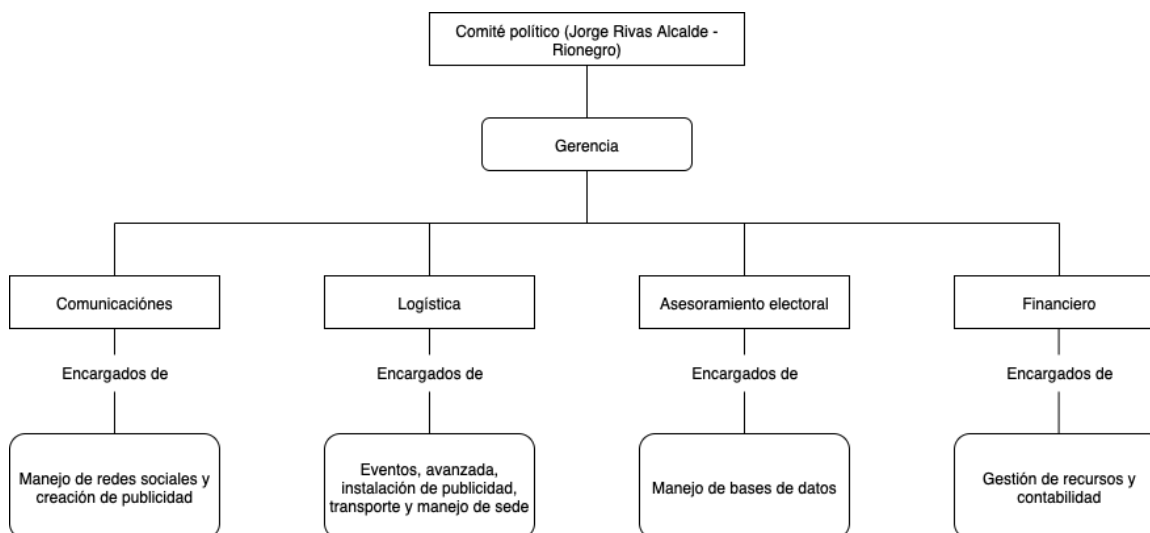 Comité político (Jorge Rivas Alcalde -
Rionegro)
Gerencia
Comunicaciónes
Logística
Asesoramiento electoral
Financiero
Encargados de
Encargados de
Encargados de
Encargados de
Manejo de redes sociales y
creación de publicidad
Eventos, avanzada,
instalación de publicidad,
transporte y manejo de sede
Manejo de bases de datos
Gestión de recursos y
contabilidad